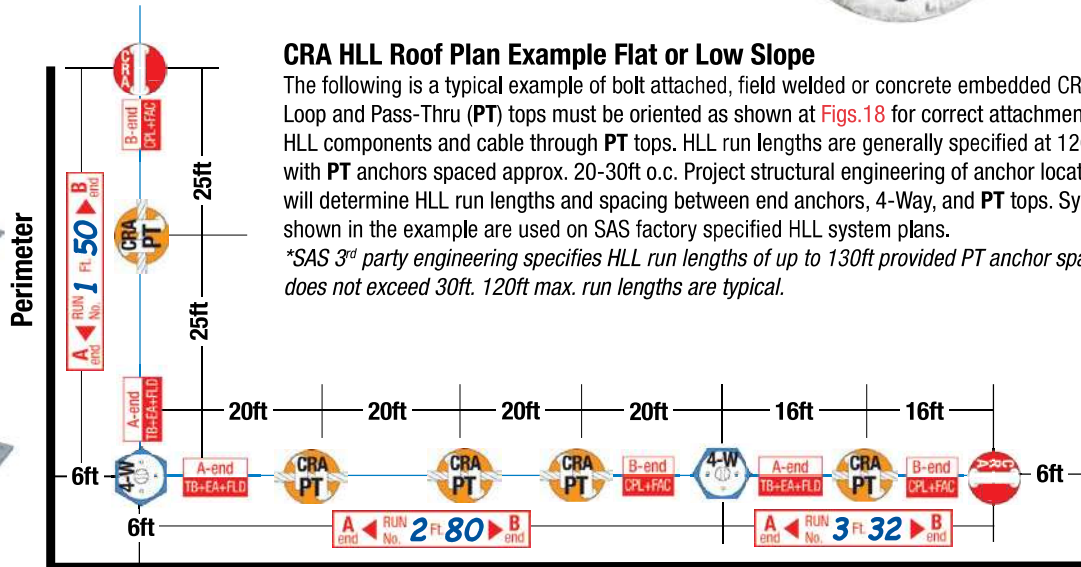 CRA HLL Roof Plan Example Flat or Low Slope
The following is a typical example of bolt attached, field welded or concrete embedded CR
Loop and Pass-Thru (PT) tops must be oriented as shown at Figs.18 for correct attachmen
HLL components and cable through PT tops. HLL run lengths are generally specified at 12
with PT anchors spaced approx. 20-30ft o.c. Project structural engineering of anchor locat
will determine HLL run lengths and spacing between end anchors, 4-Way, and PT tops. Sy
shown in the example are used on SAS factory specified HLL system plans.
*SAS 3rd party engineering specifies HLL run lengths of up to 130ft provided PT anchor spa
does not exceed 30ft. 120ft max. run lengths are typical.
Perimeter
CRA
B-end
CPL+FAC
25ft
CRA
PT
A end RUN No. 1 Ft. 50 B end
25ft
A-end
TB+EA+FLD
20ft 20ft 20ft 20ft 16ft 16ft
6ft
4-W
A-end
TB+EA+FLD
CRA
PT
CRA
PT
CRA
PT
B-end
CPL+FAC
4-W
A-end
TB+EA+FLD
CRA
PT
B-end
CPL+FAC
CRA
6ft
6ft
A end RUN No. 2 Ft. 80 B end
A end RUN No. 3 Ft. 32 B end